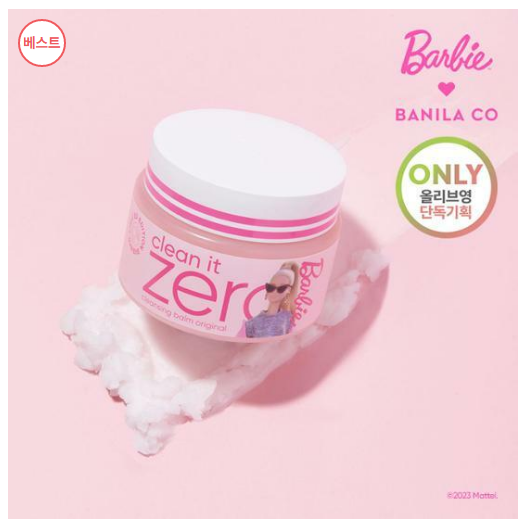 베스트
Barbie
BANILA CO
ONLY
올리브영
단독기획
clean it
zero
Barbie
cleansing balm original
©2023 Mattel.